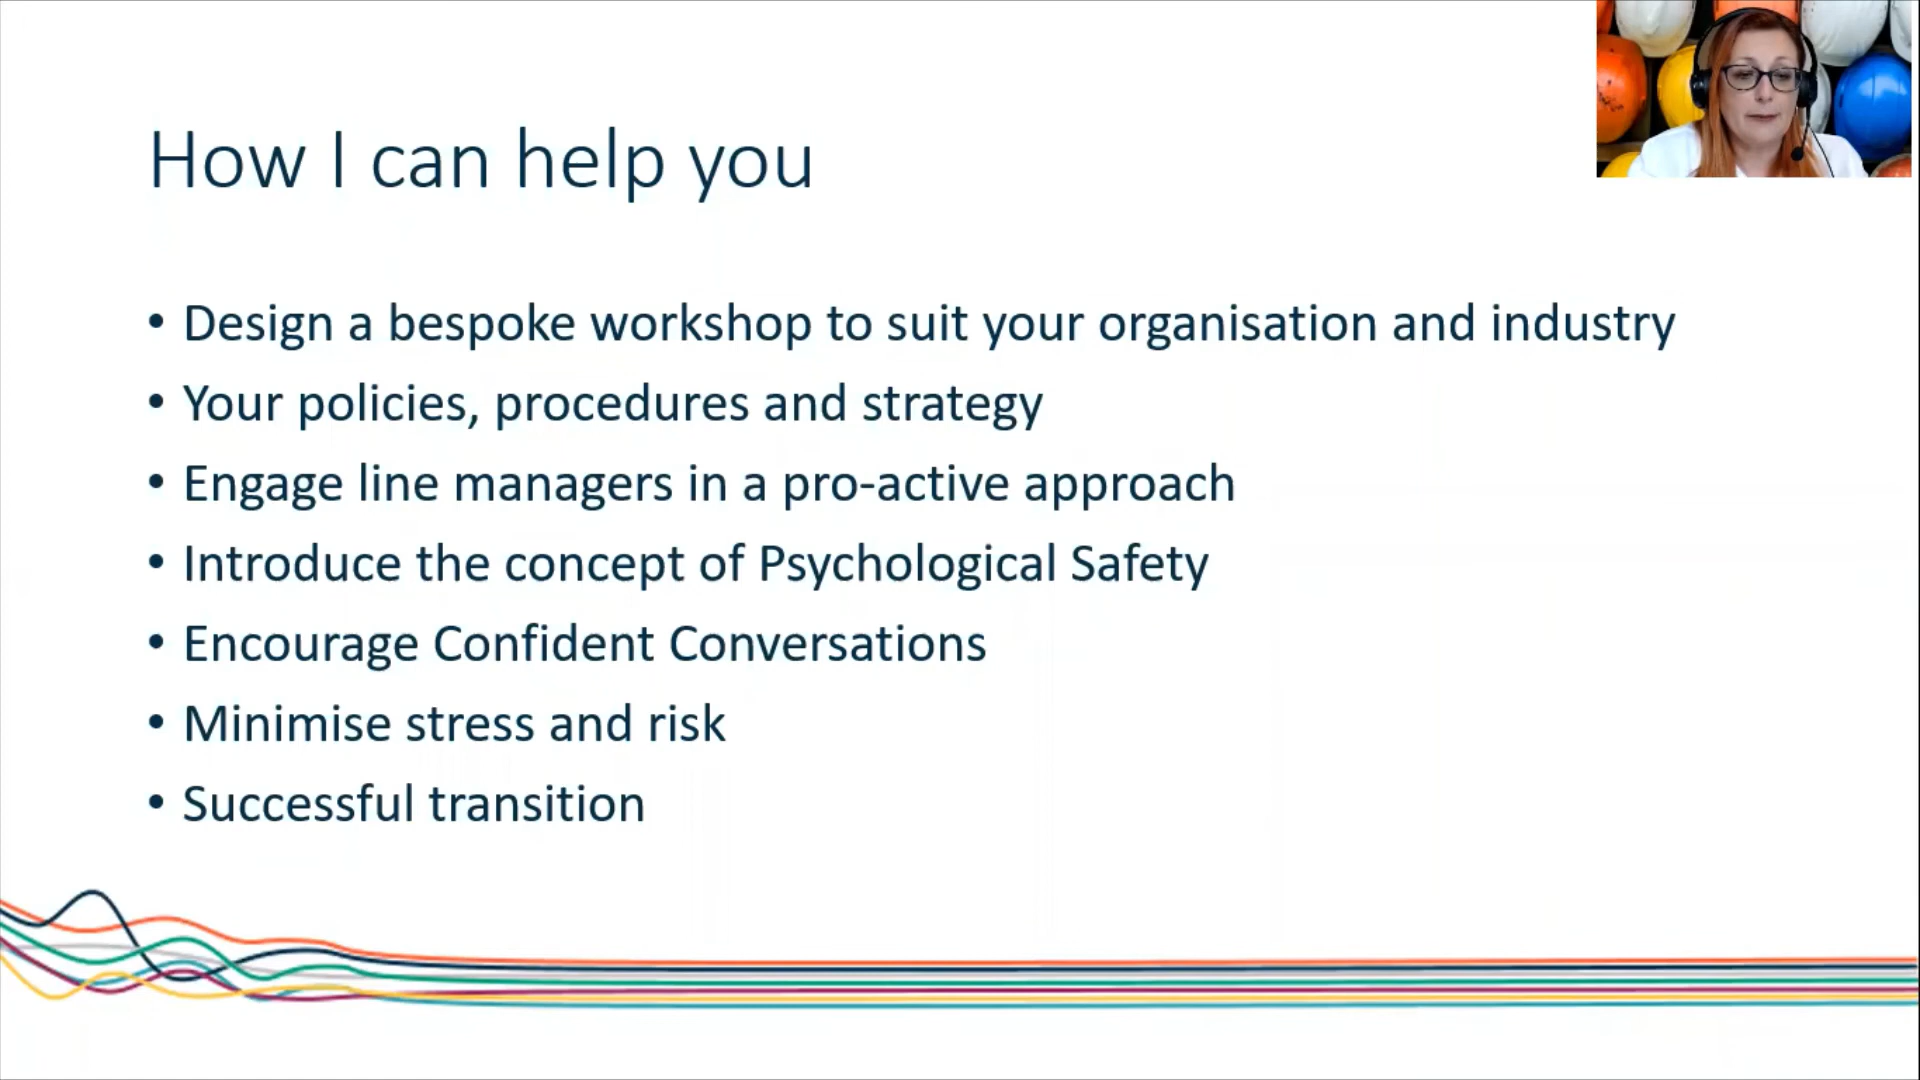 How I can help you
• Design a bespoke workshop to suit your organisation and industry
• Your policies, procedures and strategy
• Engage line managers in a pro-active approach
• Introduce the concept of Psychological Safety
• Encourage Confident Conversations
• Minimise stress and risk
• Successful transition